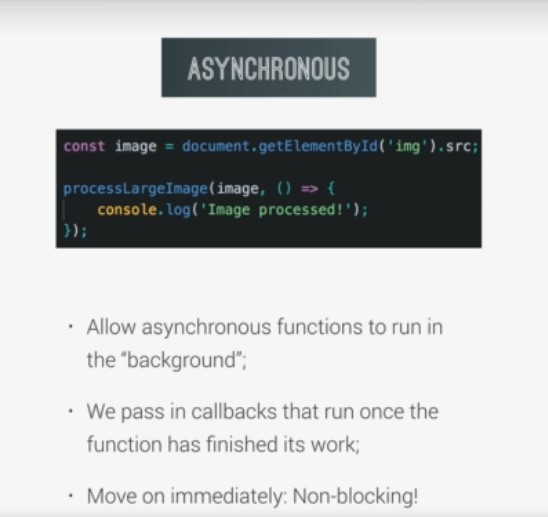 ASYNCHRONOUS
const image = document.getElementById('img').src;
processLargeImage(image, () => {
    console.log('Image processed!');
});
· Allow asynchronous functions to run in
the “background”;
· We pass in callbacks that run once the
function has finished its work;
· Move on immediately: Non-blocking!